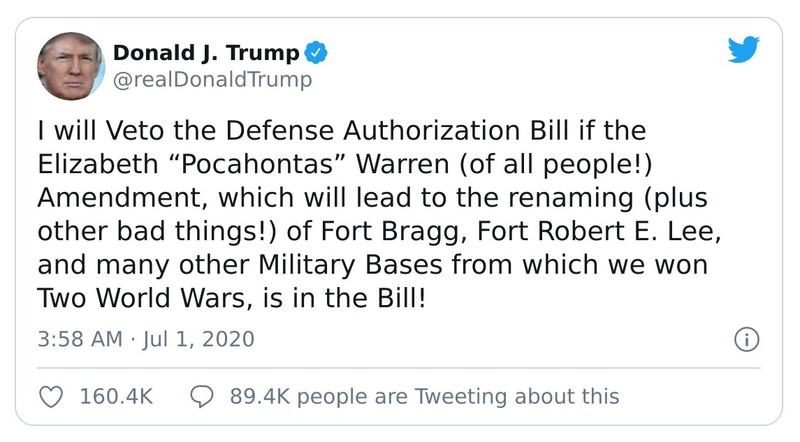 Donald J. Trump
@realDonaldTrump
I will Veto the Defense Authorization Bill if the
Elizabeth “Pocahontas” Warren (of all people!)
Amendment, which will lead to the renaming (plus
other bad things!) of Fort Bragg, Fort Robert E. Lee,
and many other Military Bases from which we won
Two World Wars, is in the Bill!
3:58 AM · Jul 1, 2020
160.4K 89.4K people are Tweeting about this